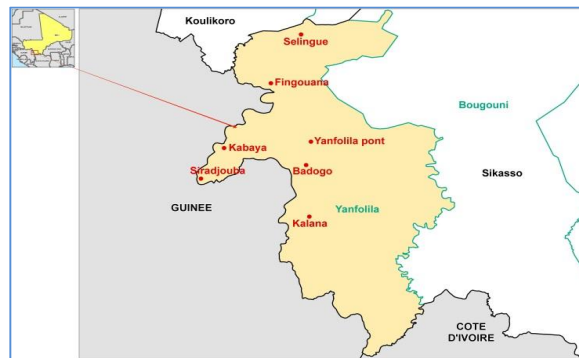 Koulikoro
Selingue
Fingouana
Bougouni
Yanfolila pont
Kabaya
Badogo
Siradjouba
Sikasso
GUINEE
Yanfolila
Kalana
COTE
D'IVOIRE